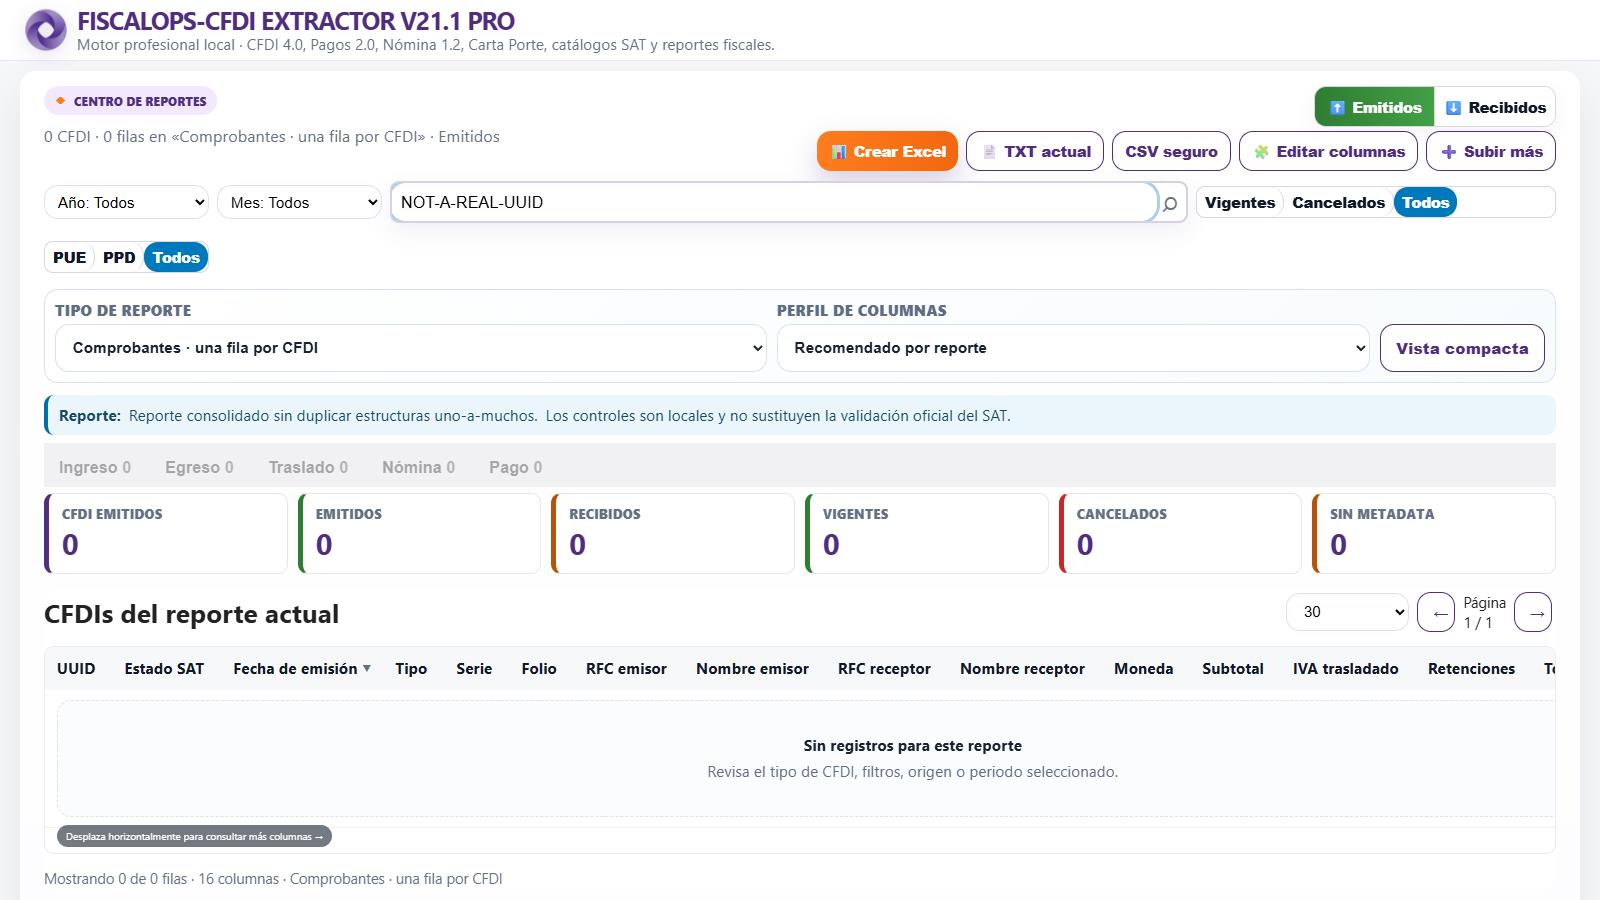 FISCALOPS-CFDI EXTRACTOR V21.1 PRO
Motor profesional local · CFDI 4.0, Pagos 2.0, Nómina 1.2, Carta Porte, catálogos SAT y reportes fiscales.
CENTRO DE REPORTES
Emitidos Recibidos
0 CFDI · 0 filas en «Comprobantes · una fila por CFDI» · Emitidos
Crear Excel TXT actual CSV seguro Editar columnas Subir más
Año: Todos Mes: Todos NOT-A-REAL-UUID Vigentes Cancelados Todos
PUE PPD Todos
TIPO DE REPORTE PERFIL DE COLUMNAS
Comprobantes · una fila por CFDI Recomendado por reporte Vista compacta
Reporte: Reporte consolidado sin duplicar estructuras uno-a-muchos. Los controles son locales y no sustituyen la validación oficial del SAT.
Ingreso 0 Egreso 0 Traslado 0 Nómina 0 Pago 0
CFDI EMITIDOS EMITIDOS RECIBIDOS VIGENTES CANCELADOS SIN METADATA
0 0 0 0 0 0
CFDIs del reporte actual
30 ← Página 1 / 1 →
UUID Estado SAT Fecha de emisión ▼ Tipo Serie Folio RFC emisor Nombre emisor RFC receptor Nombre receptor Moneda Subtotal IVA trasladado Retenciones
Sin registros para este reporte
Revisa el tipo de CFDI, filtros, origen o periodo seleccionado.
Desplaza horizontalmente para consultar más columnas →
Mostrando 0 de 0 filas · 16 columnas · Comprobantes · una fila por CFDI